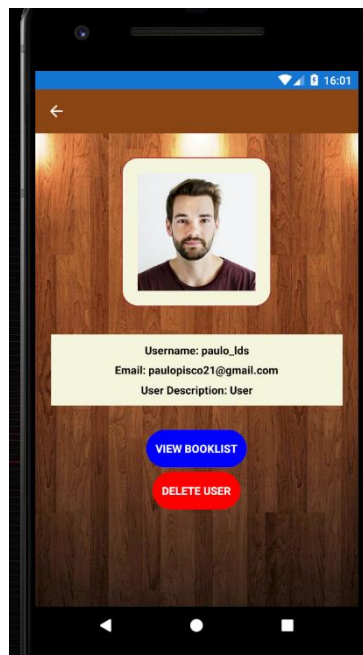 16:01
Username: paulo_lds
Email: paulopisco21@gmail.com
User Description: User
VIEW BOOKLIST
DELETE USER